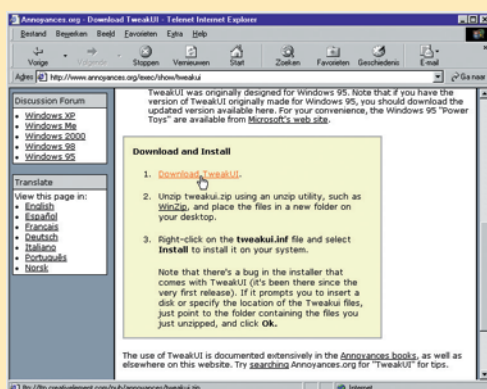 Annoyances.org - Download TweakUI - Telenet Internet Explorer
Bestand Bewerken Beeld Favorieten Extra Help
Vorige Volgende Stoppen Vernieuwen Start Zoeken Favorieten Geschiedenis E-mail
Adres http://www.annoyances.org/exec/show/tweakui Ga naar
Discussion Forum
• Windows XP
• Windows Me
• Windows 2000
• Windows 98
• Windows 95
Translate
View this page in:
• English
• Español
• Français
• Deutsch
• Italiano
• Português
• Norsk
TweakUI was originally designed for Windows 95. Note that if you have the
version of TweakUI originally made for Windows 95, you should download the
updated version available here. For your convenience, the Windows 95 "Power
Toys" are available from Microsoft's web site.
Download and Install
1. Download TweakUI.
2. Unzip tweakui.zip using an unzip utility, such as
WinZip, and place the files in a new folder on
your desktop.
3. Right-click on the tweakui.inf file and select
Install to install it on your system.
Note that there's a bug in the installer that
comes with TweakUI (it's been there since the
very first release). If it prompts you to insert a
disk or specify the location of the Tweakui files,
just point to the folder containing the files you
just unzipped, and click Ok.
The use of TweakUI is documented extensively in the Annoyances books, as well as
elsewhere on this website. Try searching Annoyances.org for "TweakUI" for tips.
ftp://ftp.creativelement.com/pub/annoyances/tweakui.zip Internet